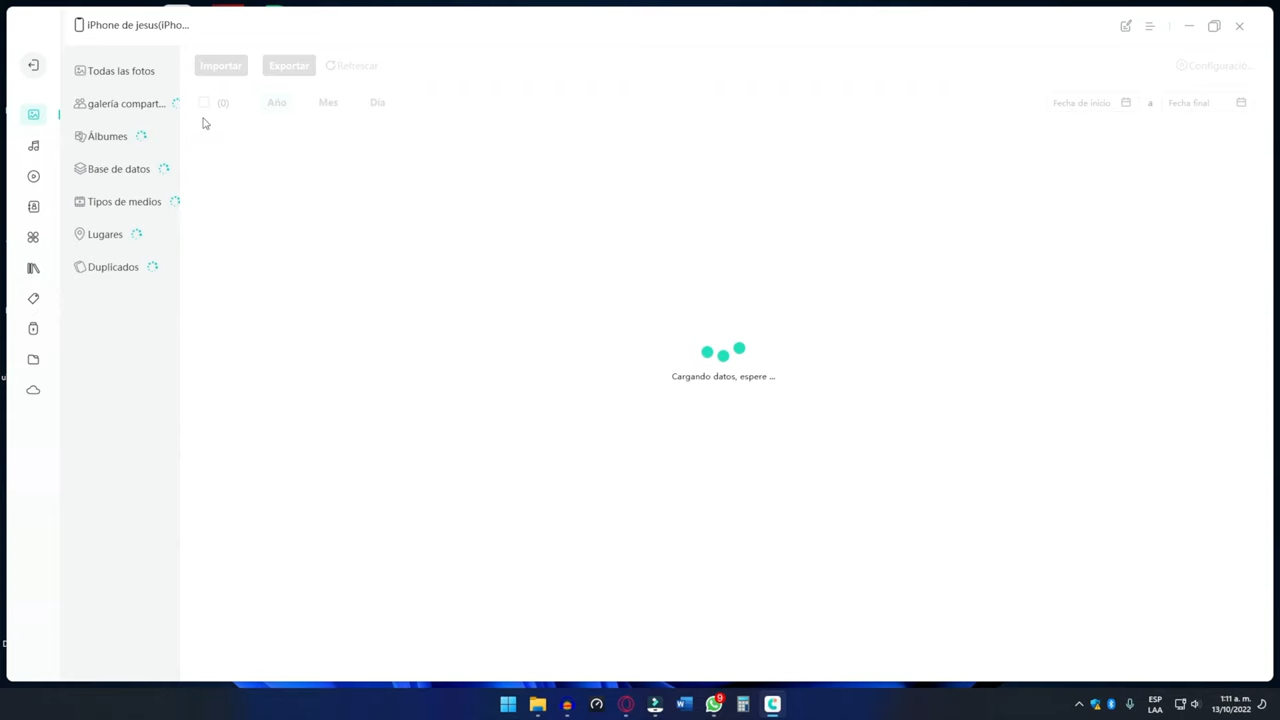 iPhone de jesus(iPho...
Todas las fotos
galería compart...
Álbumes
Base de datos
Tipos de medios
Lugares
Duplicados
Importar
Exportar
Refrescar
Configuració...
(0)
Año
Mes
Día
Fecha de inicio
a
Fecha final
Cargando datos, espere ...
9
ESP
LAA
1:11 a. m.
13/10/2022